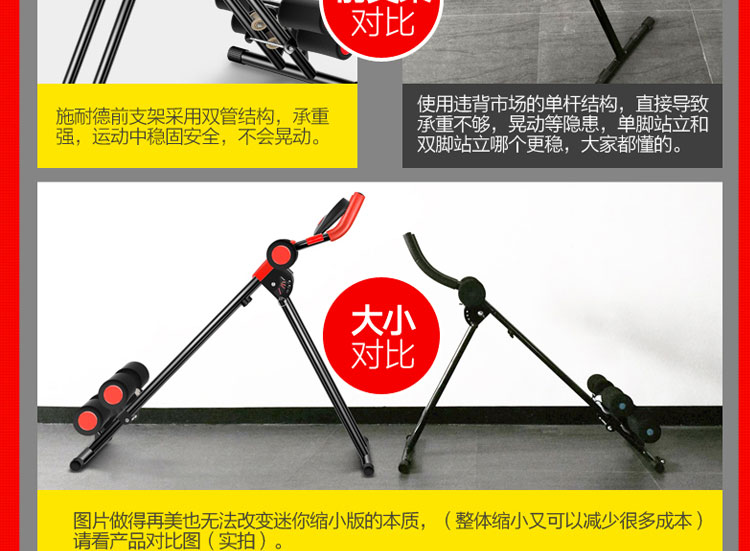 对比
施耐德前支架采用双管结构，承重
强，运动中稳固安全，不会晃动。
使用违背市场的单杆结构，直接导致
承重不够，晃动等隐患，单脚站立和
双脚站立哪个更稳，大家都懂的。
大小
对比
图片做得再美也无法改变迷你缩小版的本质，（整体缩小又可以减少很多成本）
请看产品对比图（实拍）。